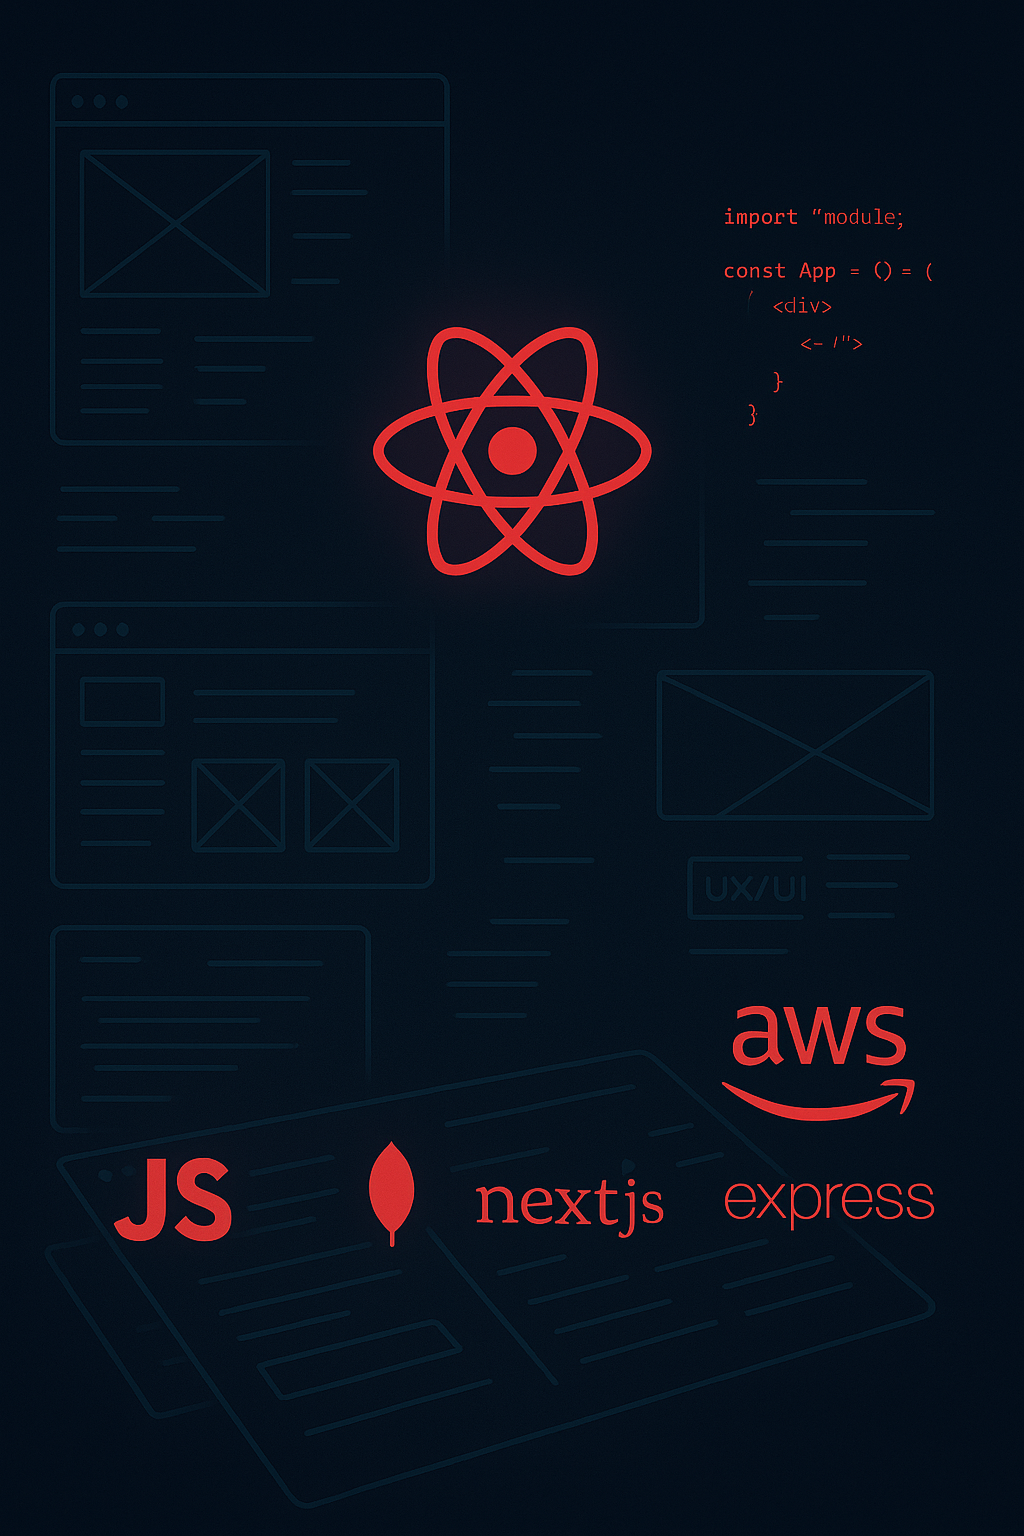 import “module;
const App = () = (
<div>
<– /">
}
}
UX/UI
aws
JS
nextjs
express